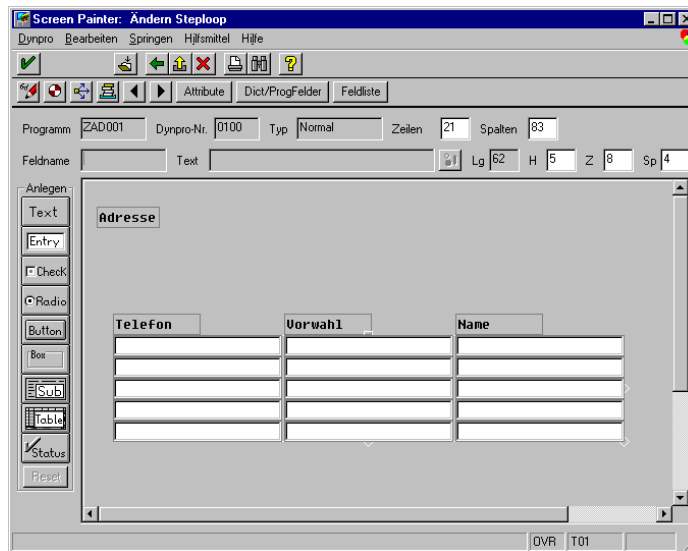 Screen Painter: Ändern Steploop
Dynpro Bearbeiten Springen Hilfsmittel Hilfe
Attribute Dict/ProgFelder Feldliste
Programm ZAD001 Dynpro-Nr. 0100 Typ Normal Zeilen 21 Spalten 83
Feldname Text Lg 62 H 5 Z 8 Sp 4
Anlegen
Text
Entry
Check
Radio
Button
Box
Sub
Table
Status
Reset
Adresse
Telefon Vorwahl Name
OVR T01